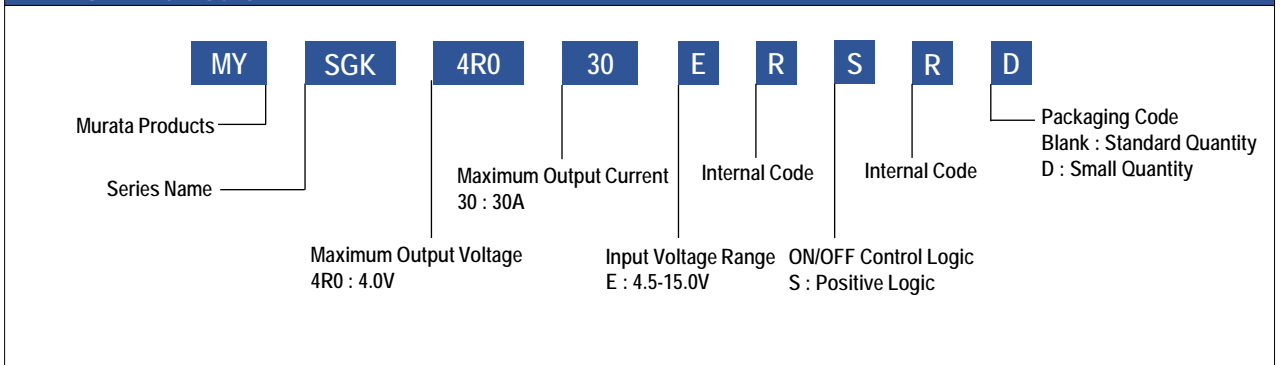 MY SGK 4R0 30 E R S R D
Murata Products
Series Name
Maximum Output Voltage
4R0 : 4.0V
Maximum Output Current
30 : 30A
Input Voltage Range
E : 4.5-15.0V
Internal Code
ON/OFF Control Logic
S : Positive Logic
Internal Code
Packaging Code
Blank : Standard Quantity
D : Small Quantity